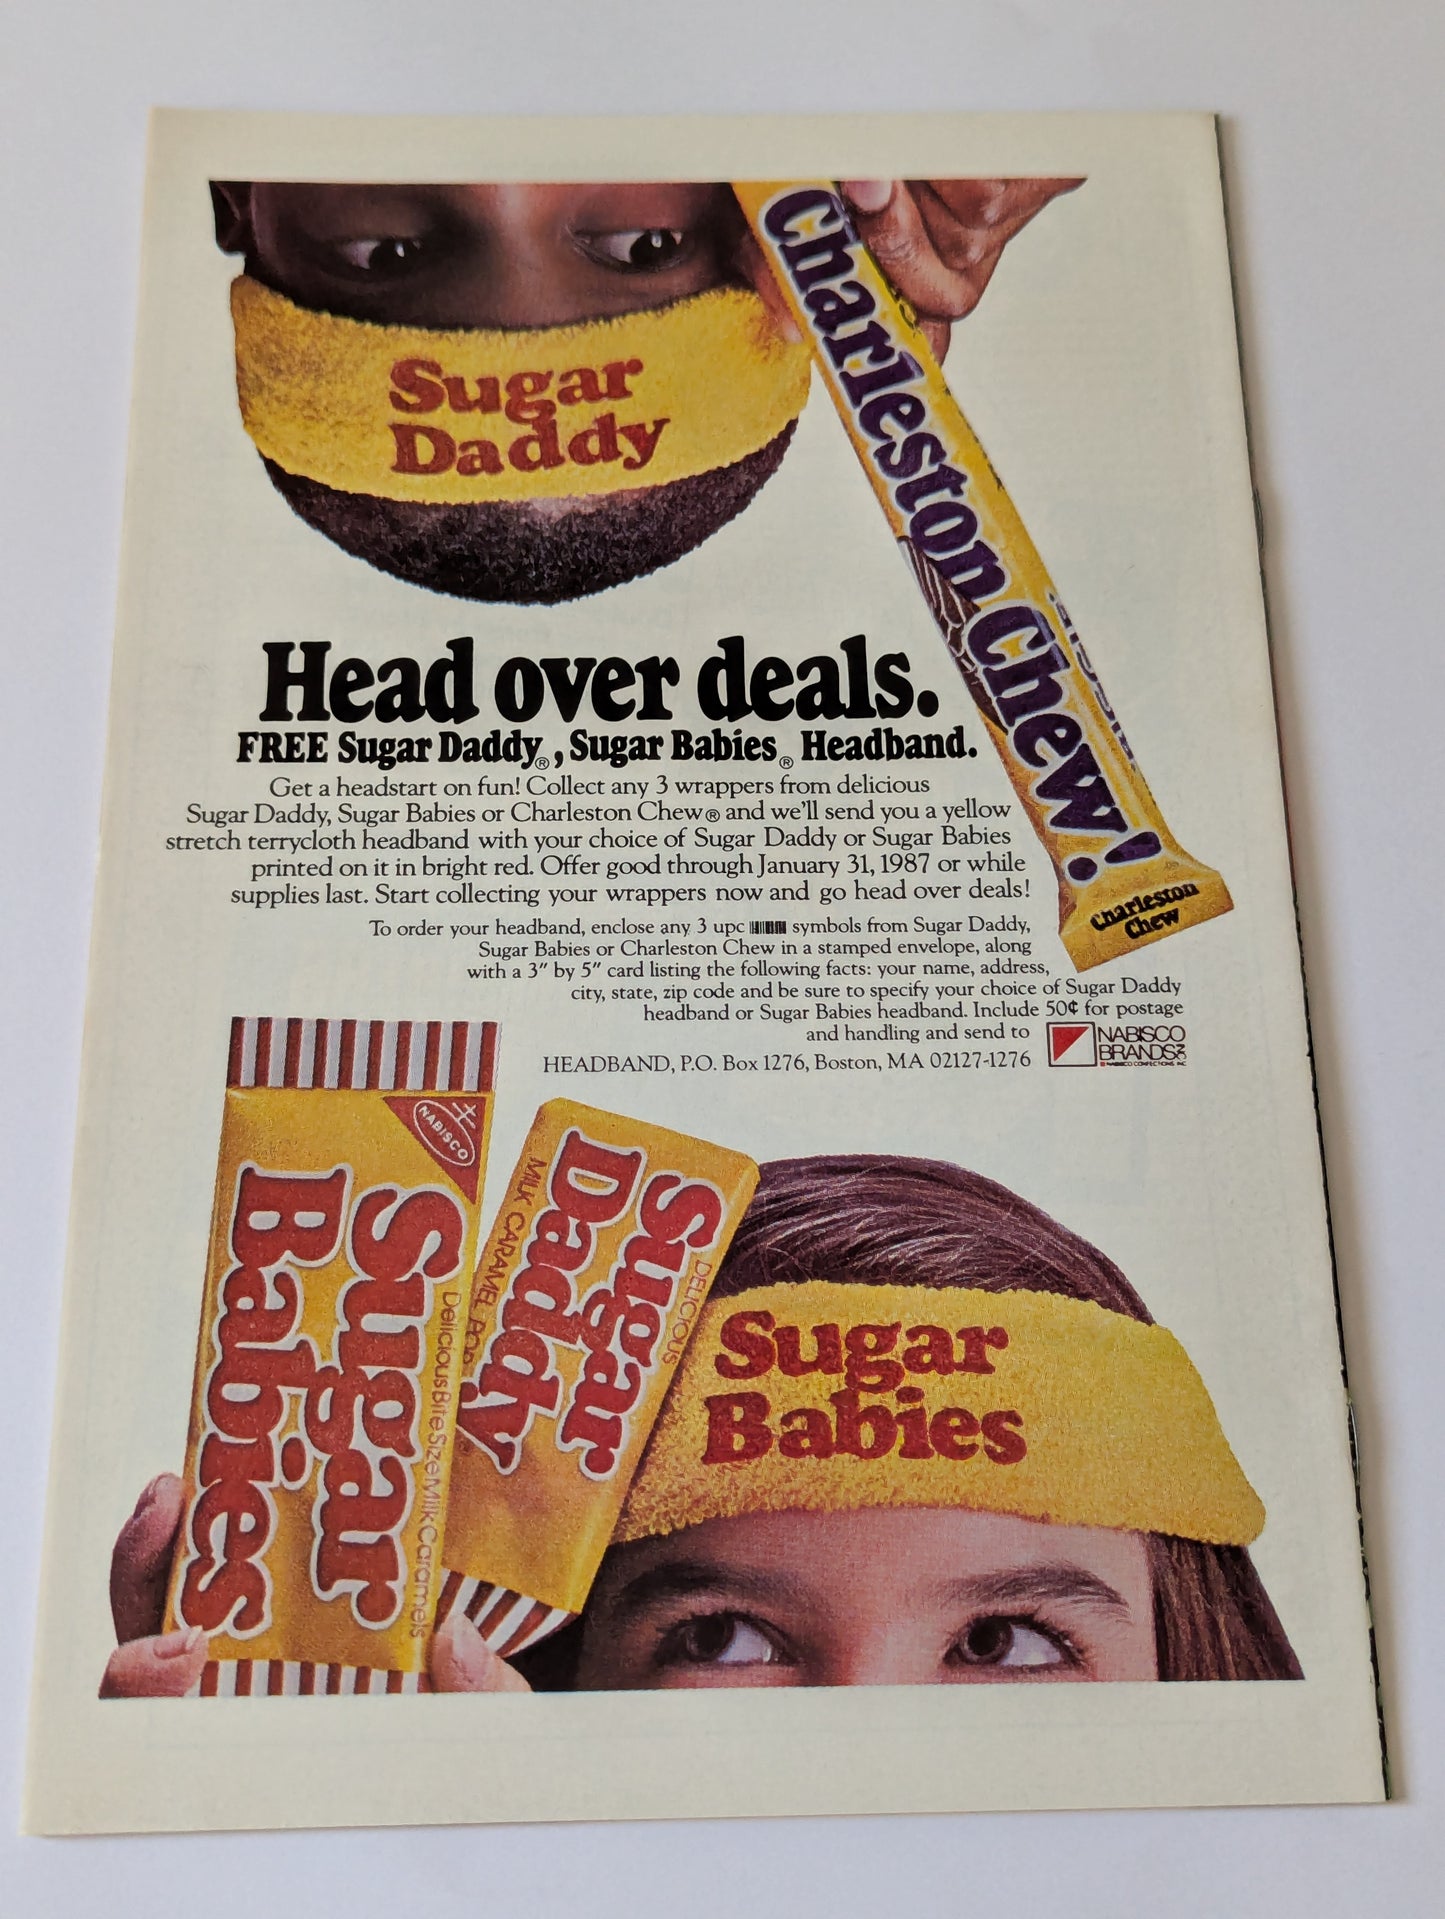 Sugar
Daddy
Charleston Chew!
Charleston
Chew
Head over deals.
FREE Sugar Daddy®, Sugar Babies® Headband.
Get a headstart on fun! Collect any 3 wrappers from delicious
Sugar Daddy, Sugar Babies or Charleston Chew® and we'll send you a yellow
stretch terrycloth headband with your choice of Sugar Daddy or Sugar Babies
printed on it in bright red. Offer good through January 31, 1987 or while
supplies last. Start collecting your wrappers now and go head over deals!
To order your headband, enclose any 3 upc symbols from Sugar Daddy,
Sugar Babies or Charleston Chew in a stamped envelope, along
with a 3" by 5" card listing the following facts: your name, address,
city, state, zip code and be sure to specify your choice of Sugar Daddy
headband or Sugar Babies headband. Include 50¢ for postage
and handling and send to
HEADBAND, P.O. Box 1276, Boston, MA 02127-1276
NABISCO
BRANDS INC
NABISCO CONFECTIONS INC
NABISCO
Sugar
Babies
Delicious Bite Size Milk Caramels
DELICIOUS
Sugar
Daddy
MILK CARAMEL POPS
Sugar
Babies